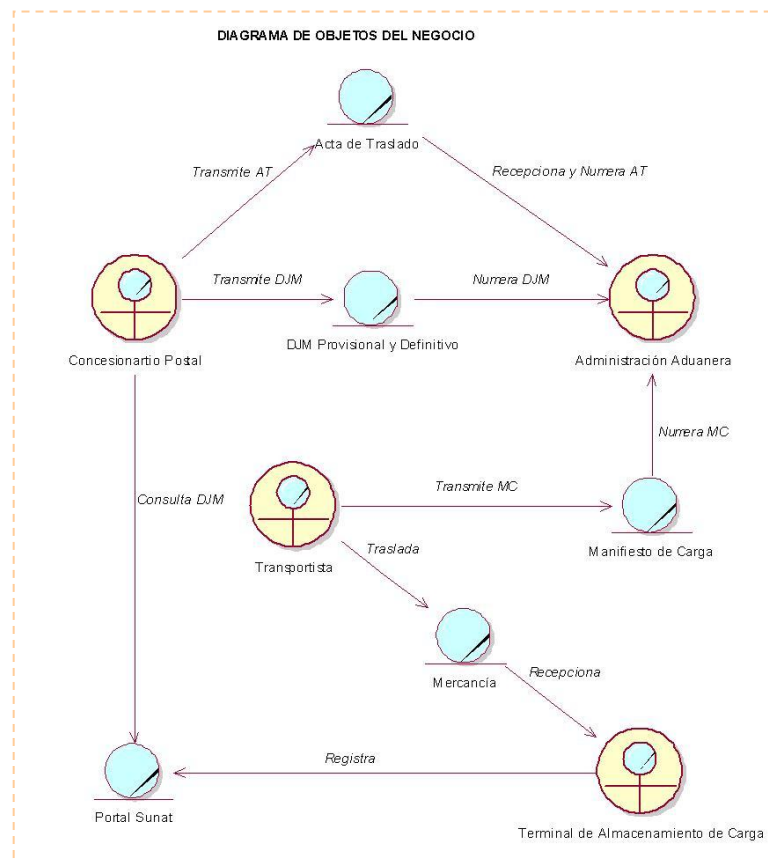 DIAGRAMA DE OBJETOS DEL NEGOCIO
Acta de Traslado
Transmite AT
Recepciona y Numera AT
Transmite DJM
Numera DJM
Concesionartio Postal
DJM Provisional y Definitivo
Administración Aduanera
Numera MC
Consulta DJM
Transmite MC
Manifiesto de Carga
Traslada
Transportista
Recepciona
Mercancía
Registra
Portal Sunat
Terminal de Almacenamiento de Carga